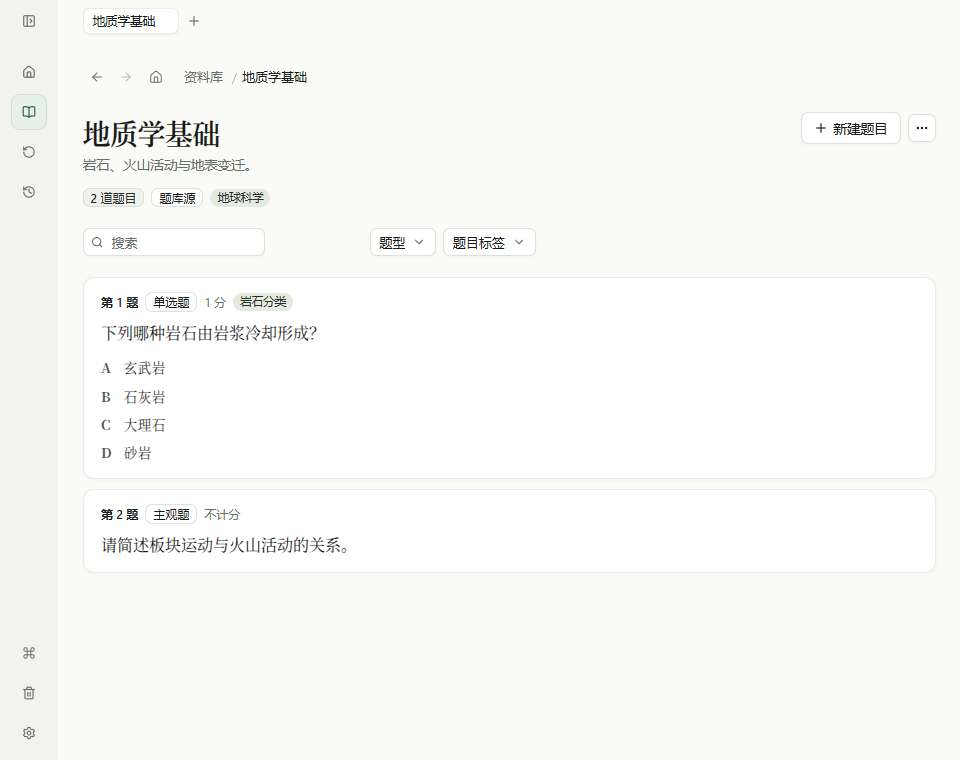 地质学基础
资料库 / 地质学基础
地质学基础
新建题目
岩石、火山活动与地表变迁。
2 道题目 题库源 地球科学
搜索 题型 题目标签
第 1 题 单选题 1 分 岩石分类
下列哪种岩石由岩浆冷却形成?
A 玄武岩
B 石灰岩
C 大理石
D 砂岩
第 2 题 主观题 不计分
请简述板块运动与火山活动的关系。